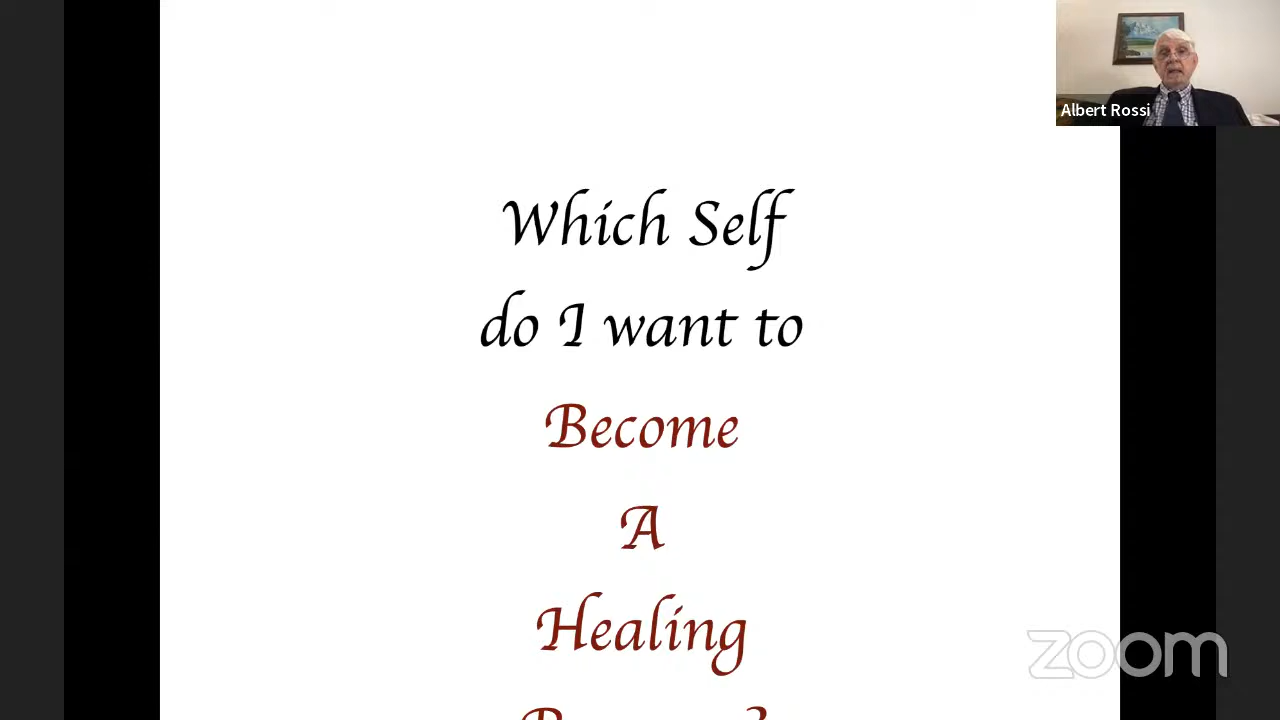 Albert Rossi
Which Self
do I want to
Become
A
Healing
zoom